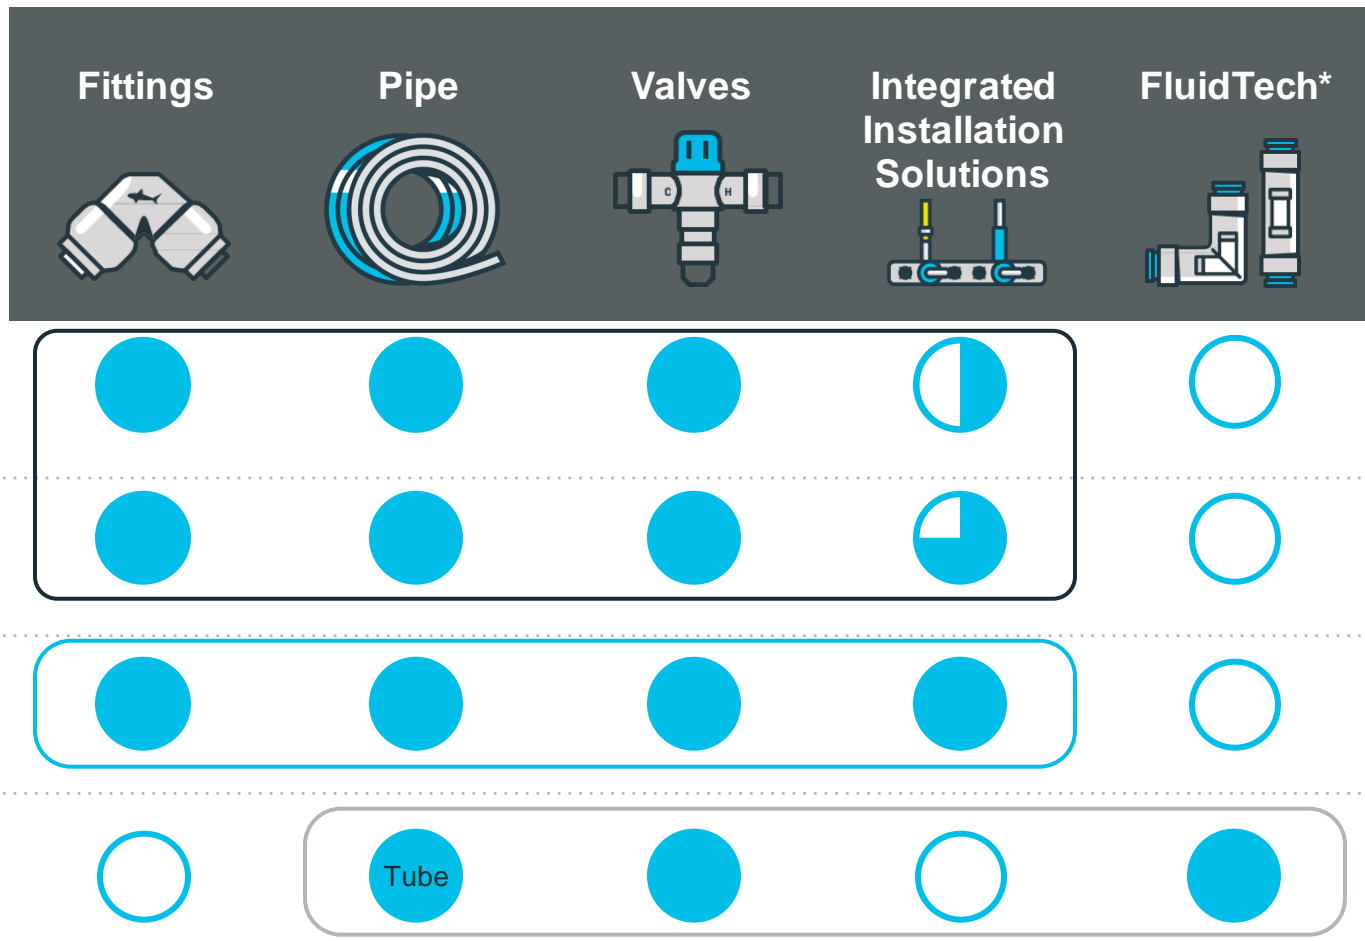 Fittings
Pipe
Valves
Integrated
Installation
Solutions
FluidTech*
C
H
Tube